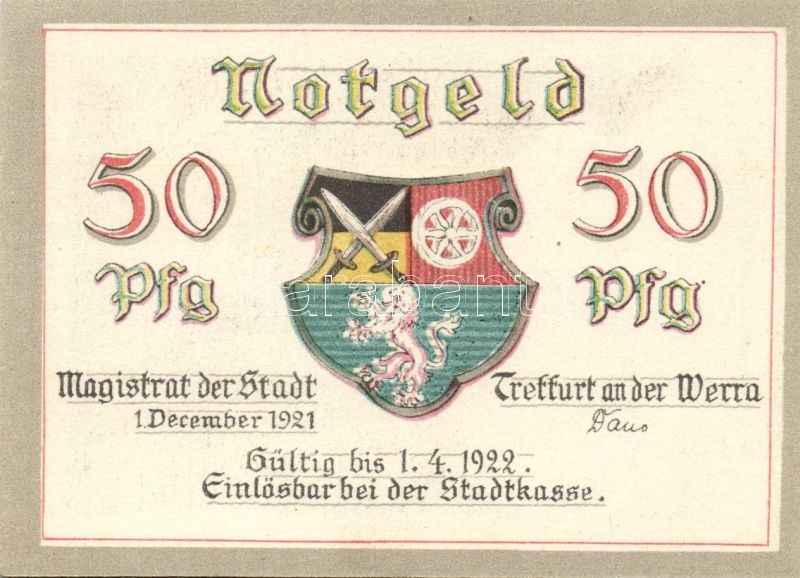 Notgeld
50 50
Pfg Pfg
Magistrat der Stadt Treffurt an der Werra
1. December 1921
Gültig bis 1. 4. 1922.
Einlösbar bei der Stadtkasse.